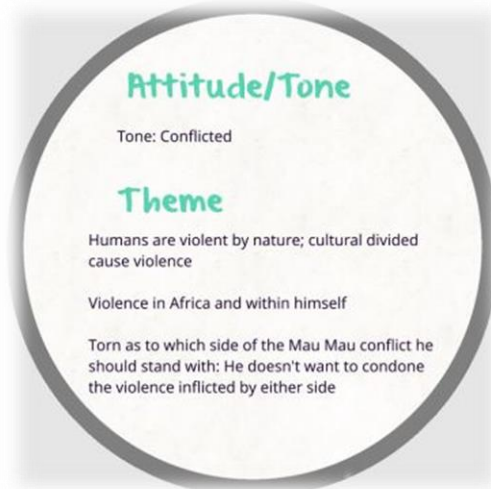 Attitude/Tone
Tone: Conflicted
Theme
Humans are violent by nature; cultural divided
cause violence
Violence in Africa and within himself
Torn as to which side of the Mau Mau conflict he
should stand with: He doesn't want to condone
the violence inflicted by either side